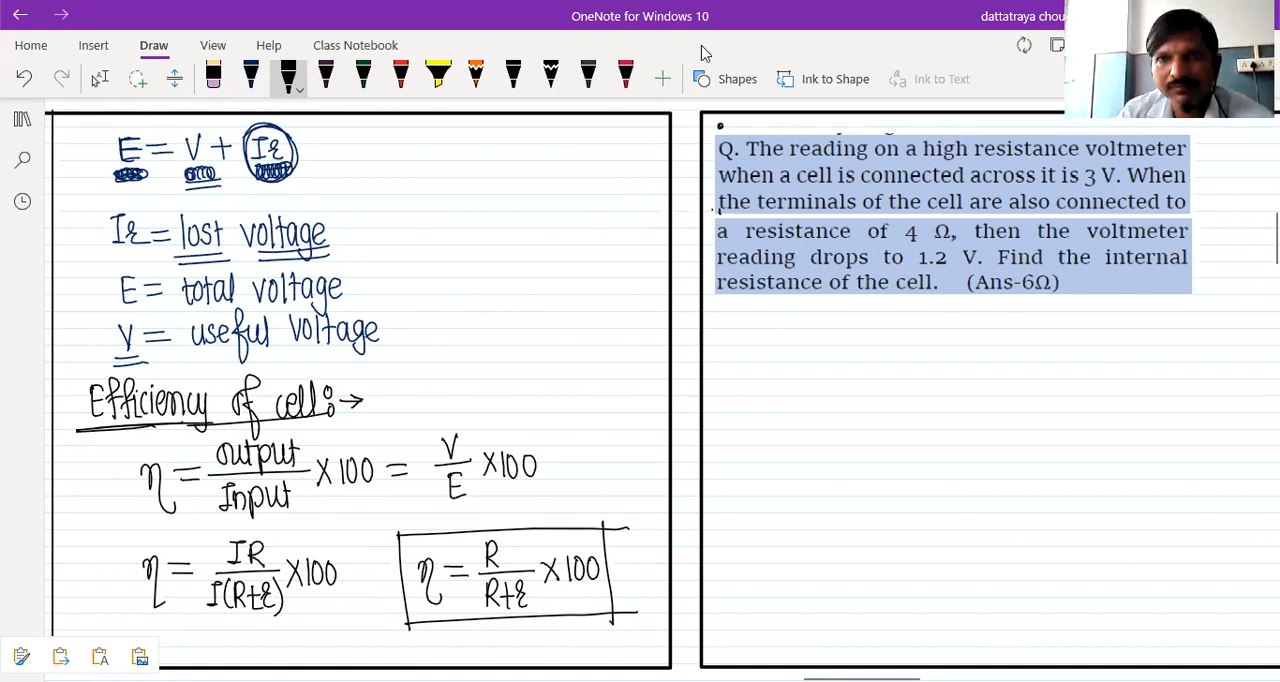 OneNote for Windows 10
dattatraya chou
Home Insert Draw View Help Class Notebook
Shapes Ink to Shape Ink to Text
E = V + Ir
Ir = lost voltage
E = total voltage
V = useful voltage
Efficiency of cell:→
η = output/Input × 100 = V/E × 100
η = IR/I(R+r) × 100
η = R/R+r × 100
Q. The reading on a high resistance voltmeter
when a cell is connected across it is 3 V. When
the terminals of the cell are also connected to
a resistance of 4 Ω, then the voltmeter
reading drops to 1.2 V. Find the internal
resistance of the cell. (Ans-6Ω)